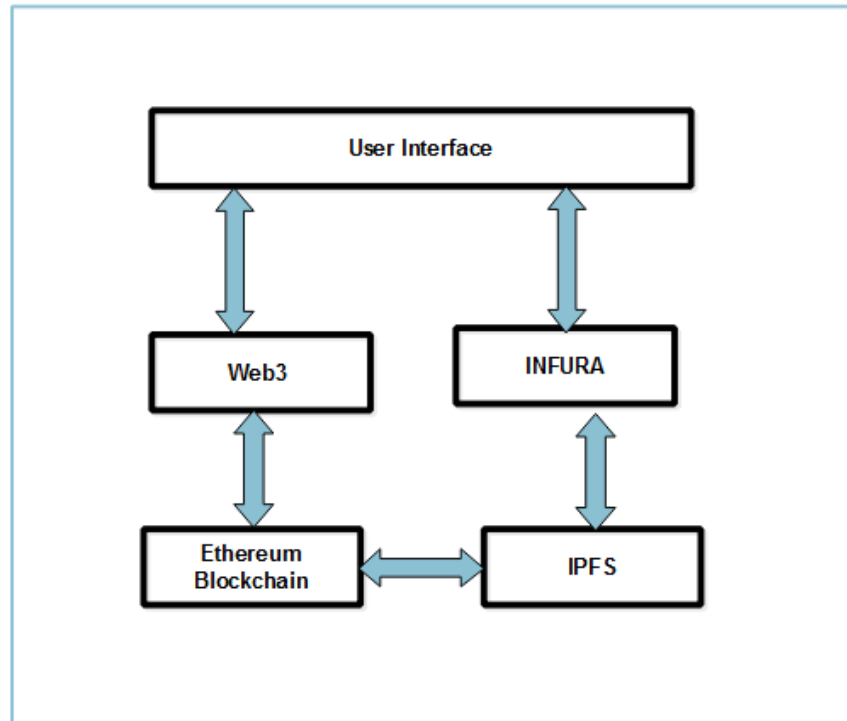 User Interface
Web3
INFURA
Ethereum
Blockchain
IPFS